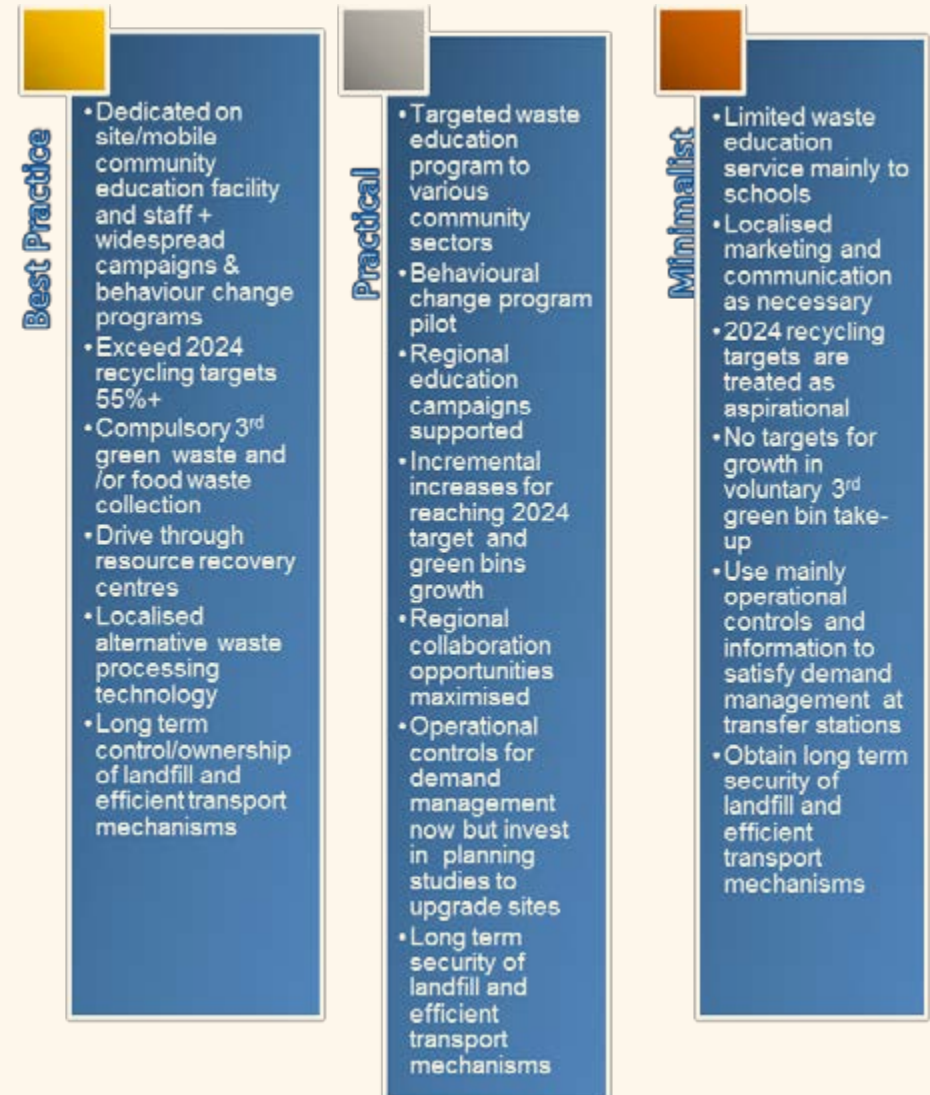 Best Practice
•Dedicated on
site/mobile
community
education facility
and staff +
widespread
campaigns &
behaviour change
programs
•Exceed 2024
recycling targets
55%+
•Compulsory 3rd
green waste and
/or food waste
collection
•Drive through
resource recovery
centres
•Localised
alternative waste
processing
technology
•Long term
control/ownership
of landfill and
efficient transport
mechanisms
Practical
•Targeted waste
education
program to
various
community
sectors
•Behavioural
change program
pilot
•Regional
education
campaigns
supported
•Incremental
increases for
reaching 2024
target and
green bins
growth
•Regional
collaboration
opportunities
maximised
•Operational
controls for
demand
management
now but invest
in planning
studies to
upgrade sites
•Long term
security of
landfill and
efficient
transport
mechanisms
Minimalist
•Limited waste
education
service mainly to
schools
•Localised
marketing and
communication
as necessary
•2024 recycling
targets are
treated as
aspirational
•No targets for
growth in
voluntary 3rd
green bin take-
up
•Use mainly
operational
controls and
information to
satisfy demand
management at
transfer stations
•Obtain long term
security of
landfill and
efficient
transport
mechanisms